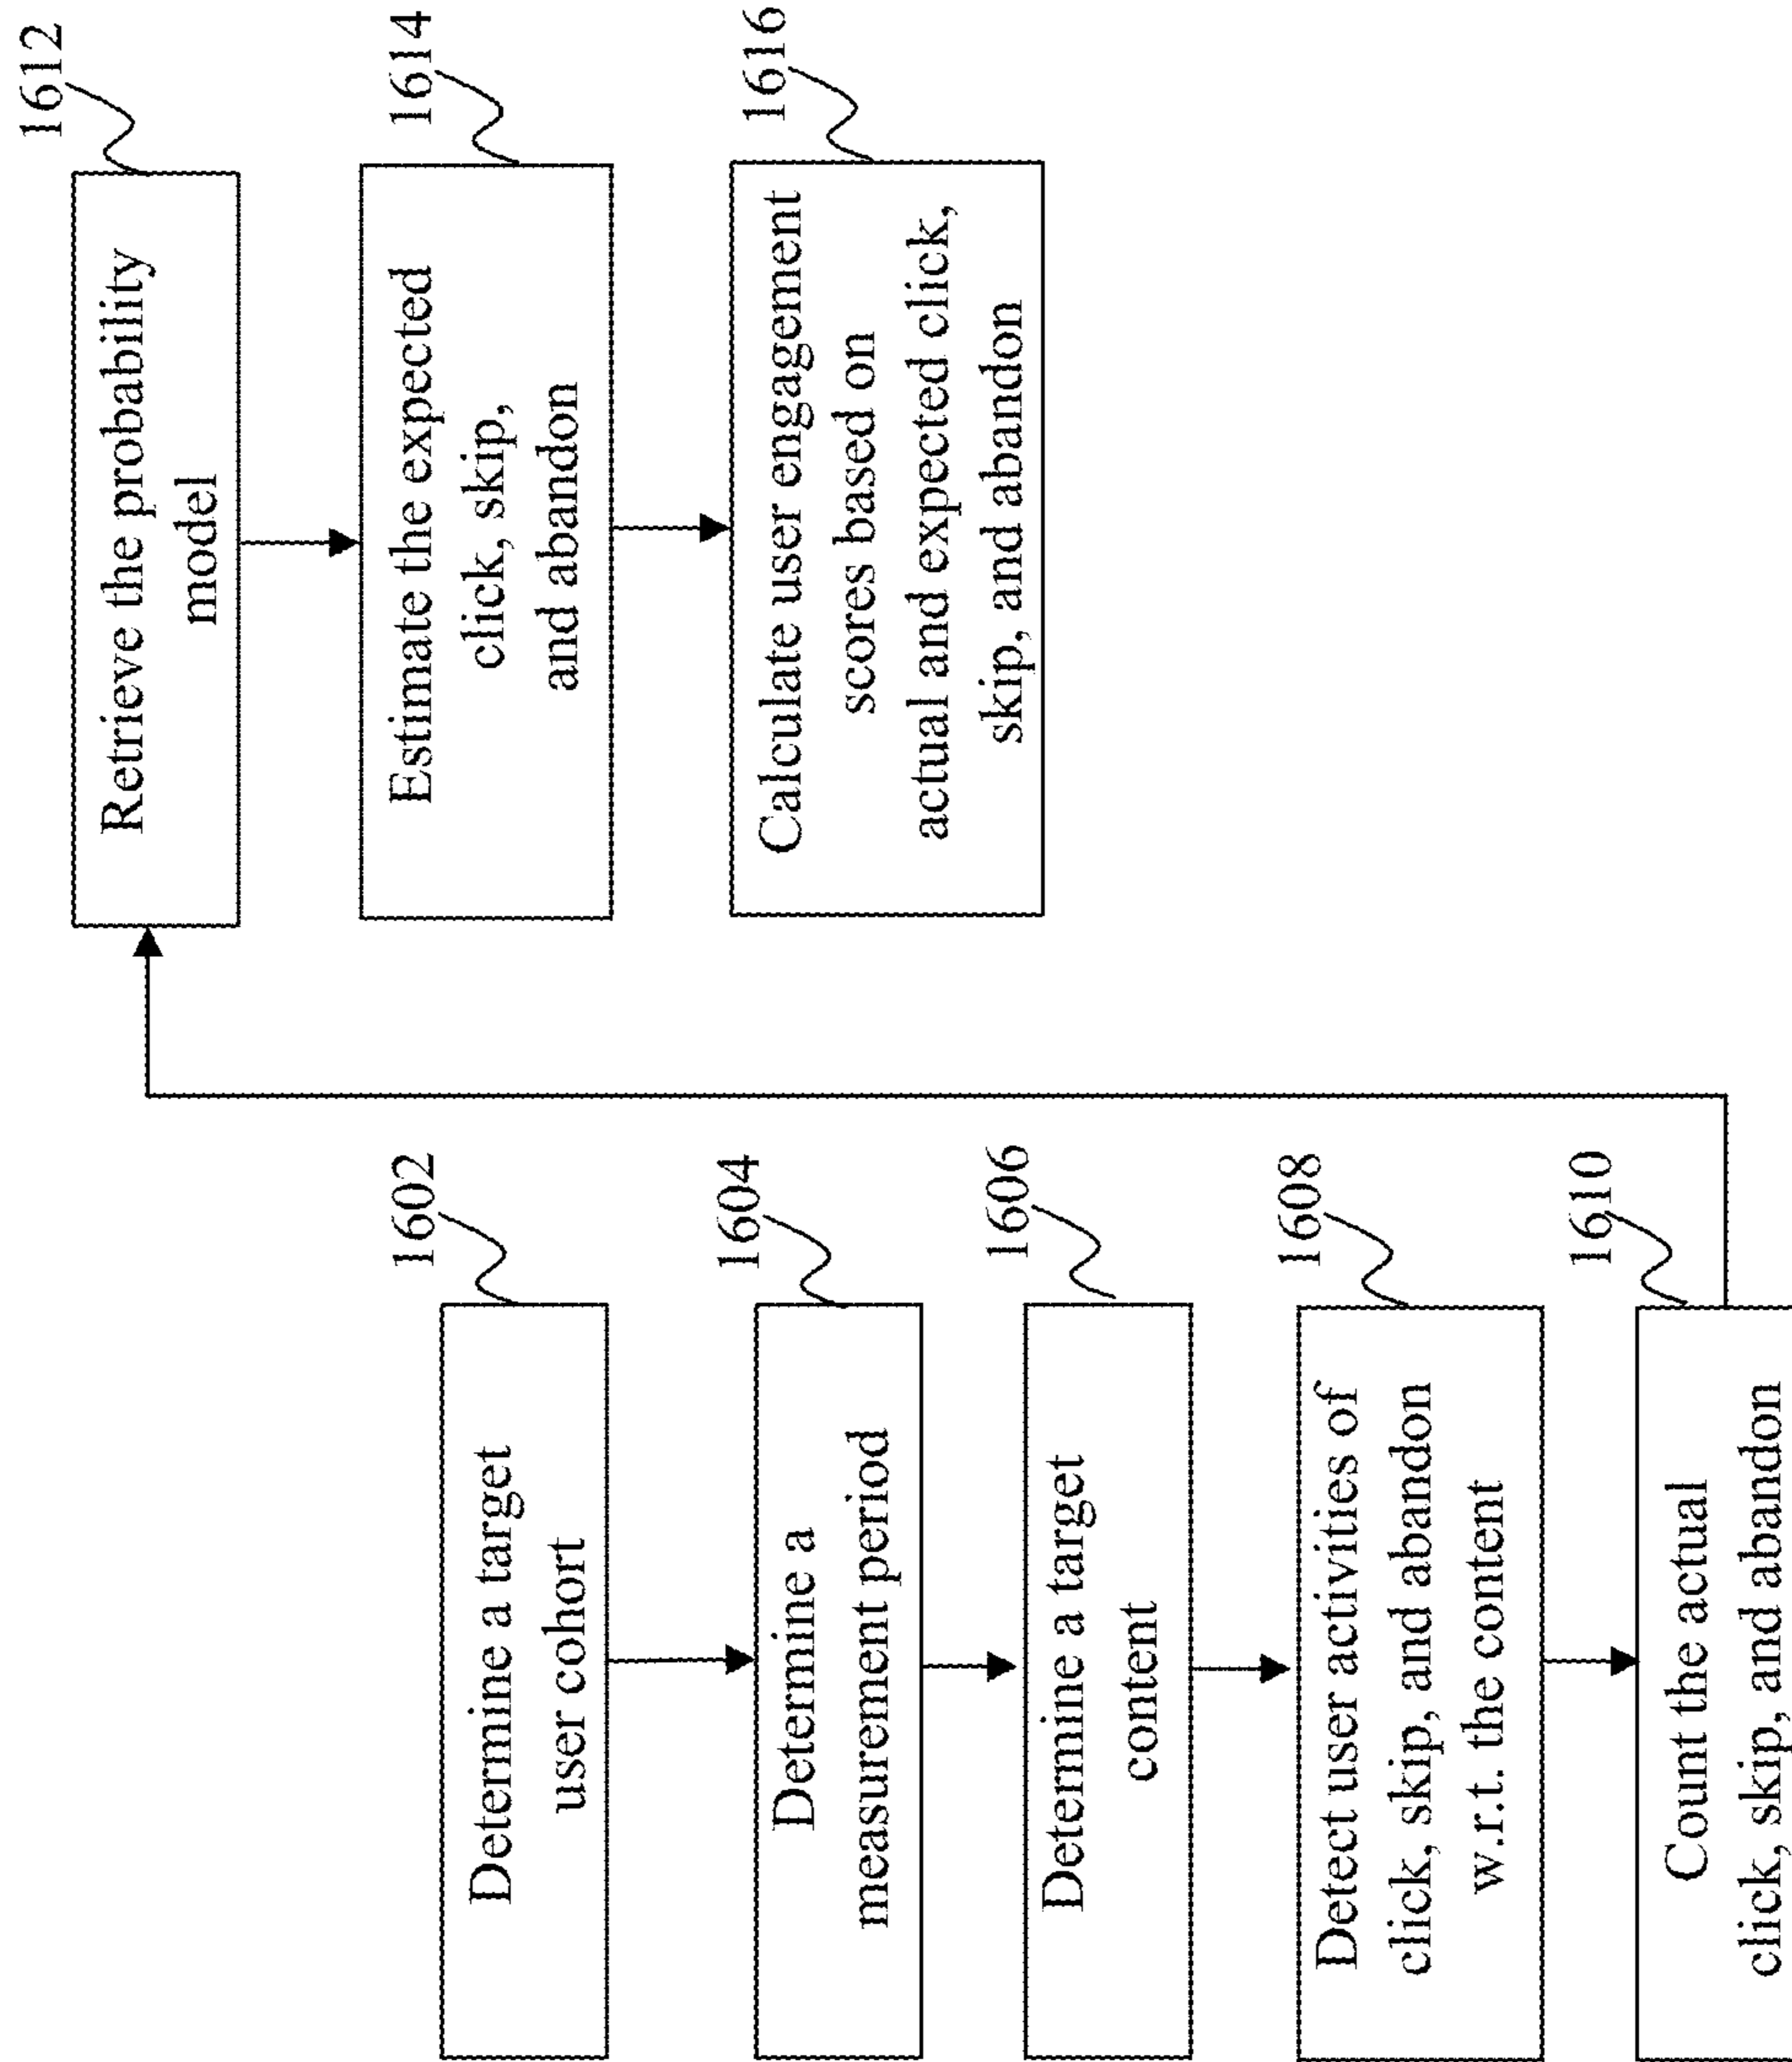 1602
Determine a target
user cohort
1604
Determine a
measurement period
1606
Determine a target
content
1608
Detect user activities of
click, skip, and abandon
w.r.t. the content
1610
Count the actual
click, skip, and abandon
1612
Retrieve the probability
model
1614
Estimate the expected
click, skip,
and abandon
1616
Calculate user engagement
scores based on
actual and expected click,
skip, and abandon